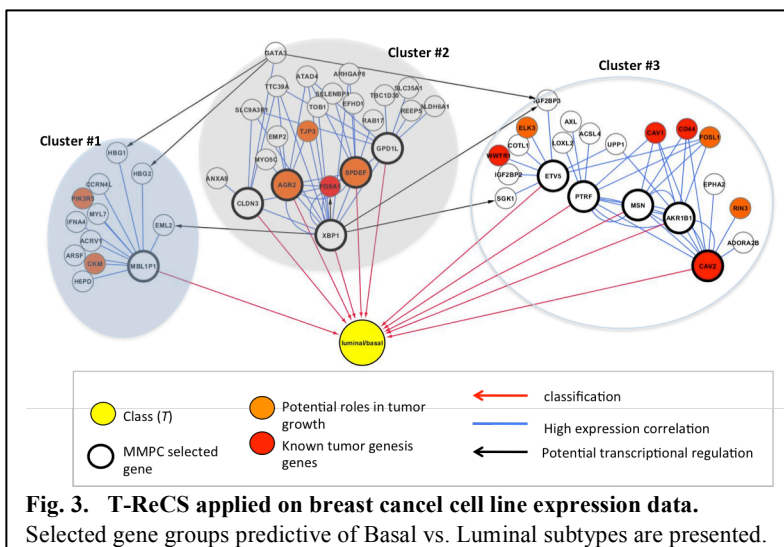 Cluster #2
Cluster #3
Cluster #1
GATA3
ATAD4
ARHGAP8
TTC39A
SELENBP1
SLC35A1
TBC1D30
SLC9A3R1
TOB1
EFHD1
ALDH6A1
REEP5
RAB17
EMP2
TJP3
GPD1L
MYO5C
ANXA9
AGR2
FOXA1
SPDEF
CLDN3
XBP1
HBG1
HBG2
CCRN4L
PIK3R3
MYL7
IFNA4
EML2
ACRV1
ARSF
CKM
MBL1P1
H6PD
IGF2BP3
ELK3
AXL
ACSL4
CAV1
CD44
FOSL1
LOXL2
UPP1
COTL1
WWTR1
IGF2BP2
ETV5
SGK1
PTRF
MSN
AKR1B1
EPHA2
RIN3
ADORA2B
CAV2
luminal/basal
Class (T)
Potential roles in tumor
growth
classification
High expression correlation
MMPC selected
gene
Known tumor genesis
genes
Potential transcriptional regulation
Fig. 3. T-ReCS applied on breast cancel cell line expression data.
Selected gene groups predictive of Basal vs. Luminal subtypes are presented.